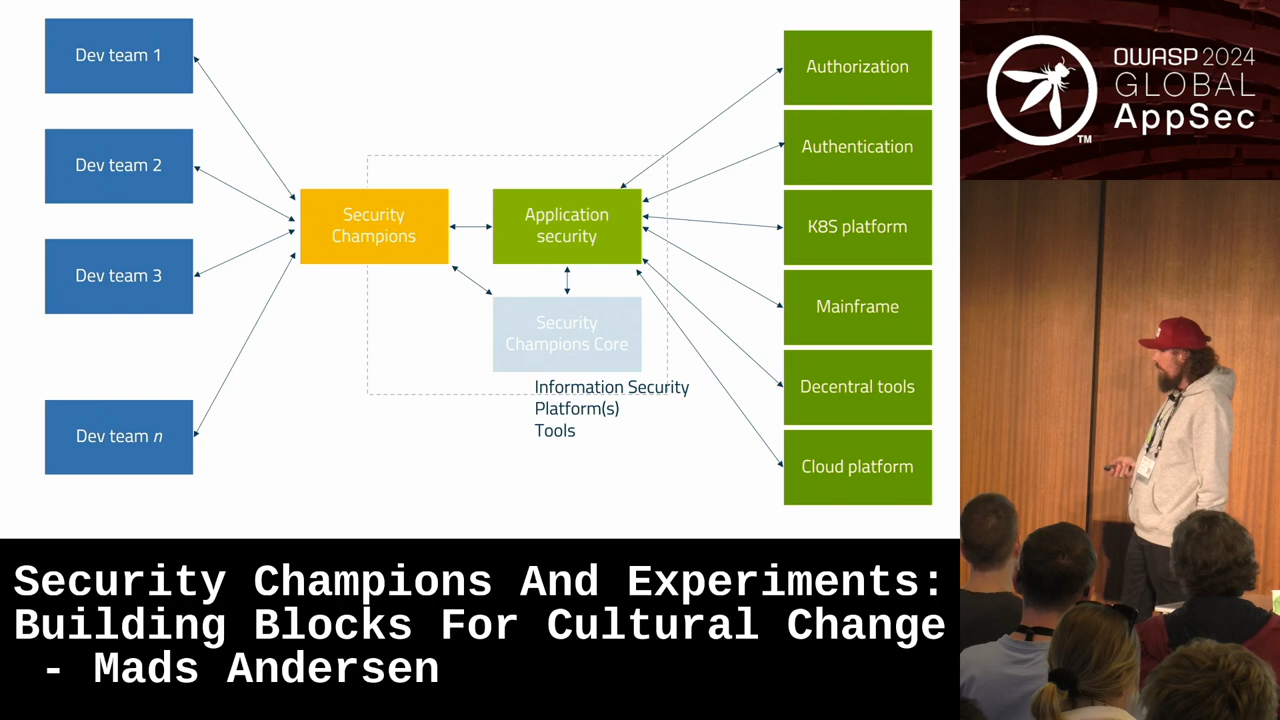 Dev team 1
Dev team 2
Dev team 3
Dev team n
Security
Champions
Application
security
Security
Champions Core
Information Security
Platform(s)
Tools
Authorization
Authentication
K8S platform
Mainframe
Decentral tools
Cloud platform
OWASP 2024
GLOBAL
AppSec
TM
Security Champions And Experiments:
Building Blocks For Cultural Change
- Mads Andersen